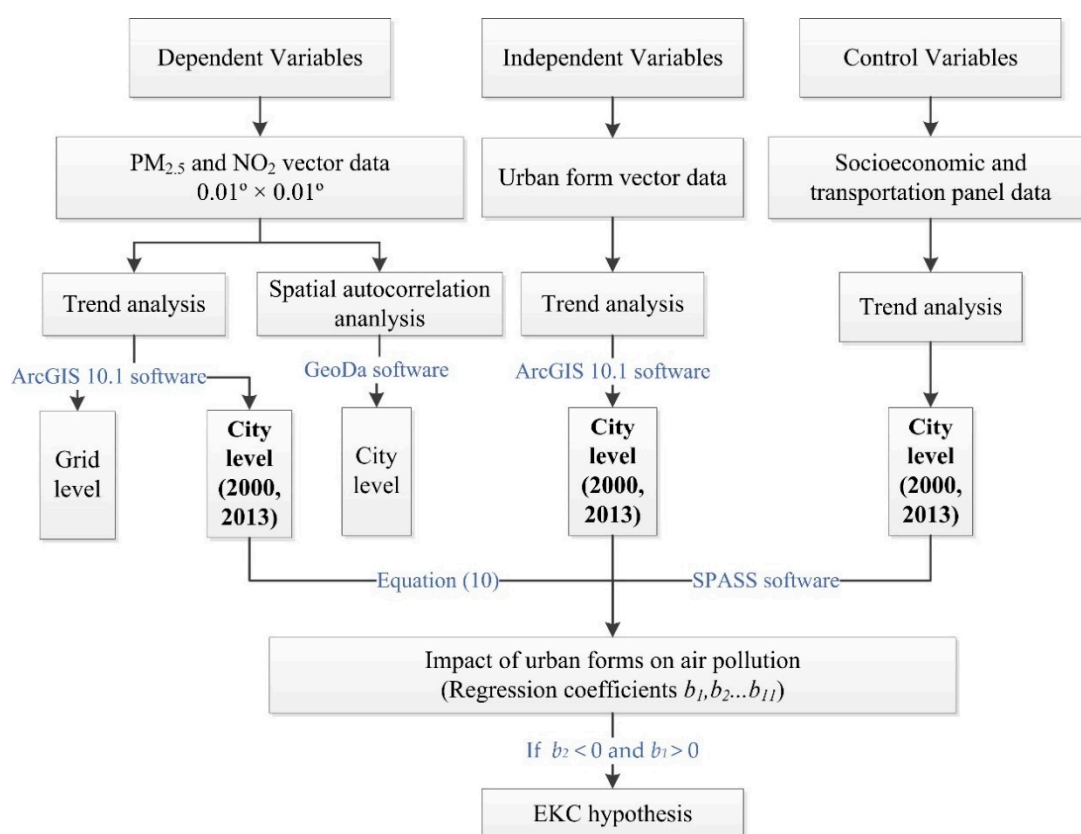 Dependent Variables
Independent Variables
Control Variables
PM2.5 and NO2 vector data
0.01º × 0.01º
Urban form vector data
Socioeconomic and
transportation panel data
Trend analysis
Spatial autocorrelation
ananlysis
Trend analysis
Trend analysis
ArcGIS 10.1 software
GeoDa software
ArcGIS 10.1 software
Grid
level
City
level
(2000,
2013)
City
level
City
level
(2000,
2013)
City
level
(2000,
2013)
Equation (10)
SPASS software
Impact of urban forms on air pollution
(Regression coefficients b1,b2...b11)
If b2 < 0 and b1 > 0
EKC hypothesis